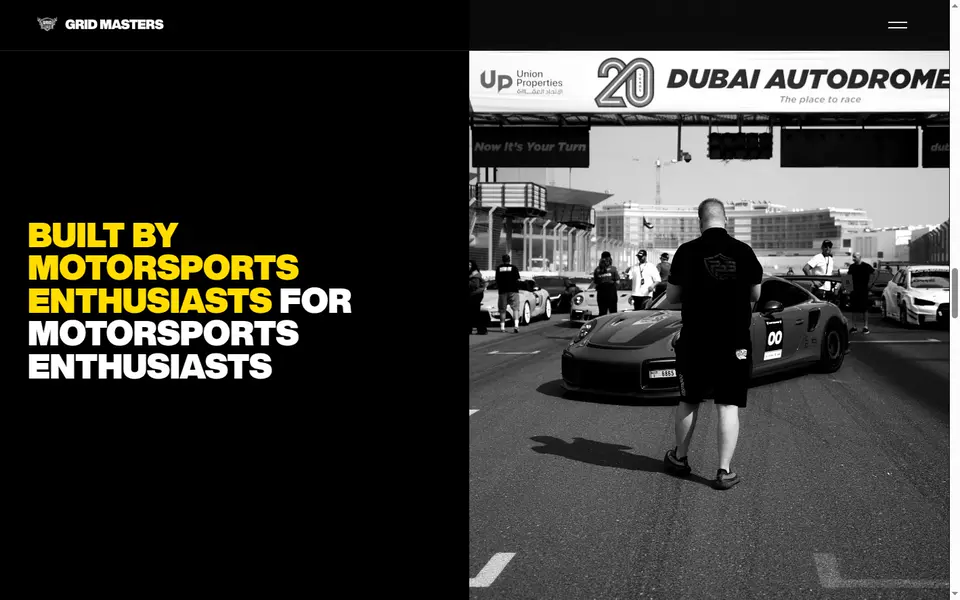 GRID MASTERS
BUILT BY
MOTORSPORTS
ENTHUSIASTS FOR
MOTORSPORTS
ENTHUSIASTS
Up Union
Properties
20
DUBAI AUTODROME
The place to race
Now It's Your Turn
dub
00